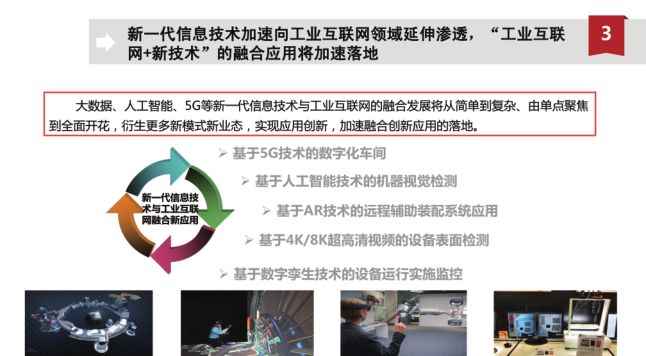 新一代信息技术加速向工业互联网领域延伸渗透，“工业互联
网+新技术”的融合应用将加速落地
3
大数据、人工智能、5G等新一代信息技术与工业互联网的融合发展将从简单到复杂、由单点聚焦
到全面开花，衍生更多新模式新业态，实现应用创新，加速融合创新应用的落地。
新一代信息技
术与工业互联
网融合新应用
➢ 基于5G技术的数字化车间
➢ 基于人工智能技术的机器视觉检测
➢ 基于AR技术的远程辅助装配系统应用
➢ 基于4K/8K超高清视频的设备表面检测
➢ 基于数字孪生技术的设备运行实施监控